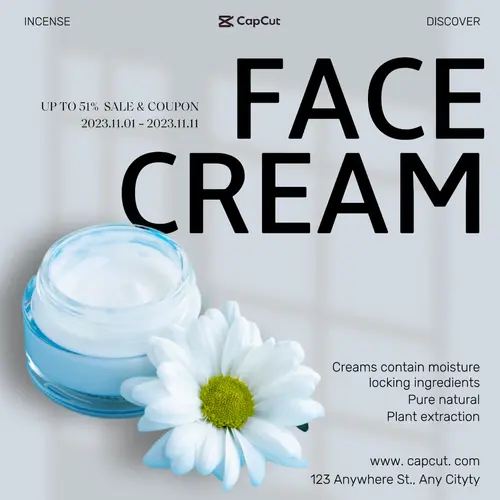 INCENSE
CapCut
DISCOVER
UP TO 51% SALE & COUPON
2023.11.01 - 2023.11.11
FACE
CREAM
Creams contain moisture
locking ingredients
Pure natural
Plant extraction
www. capcut. com
123 Anywhere St., Any Cityty